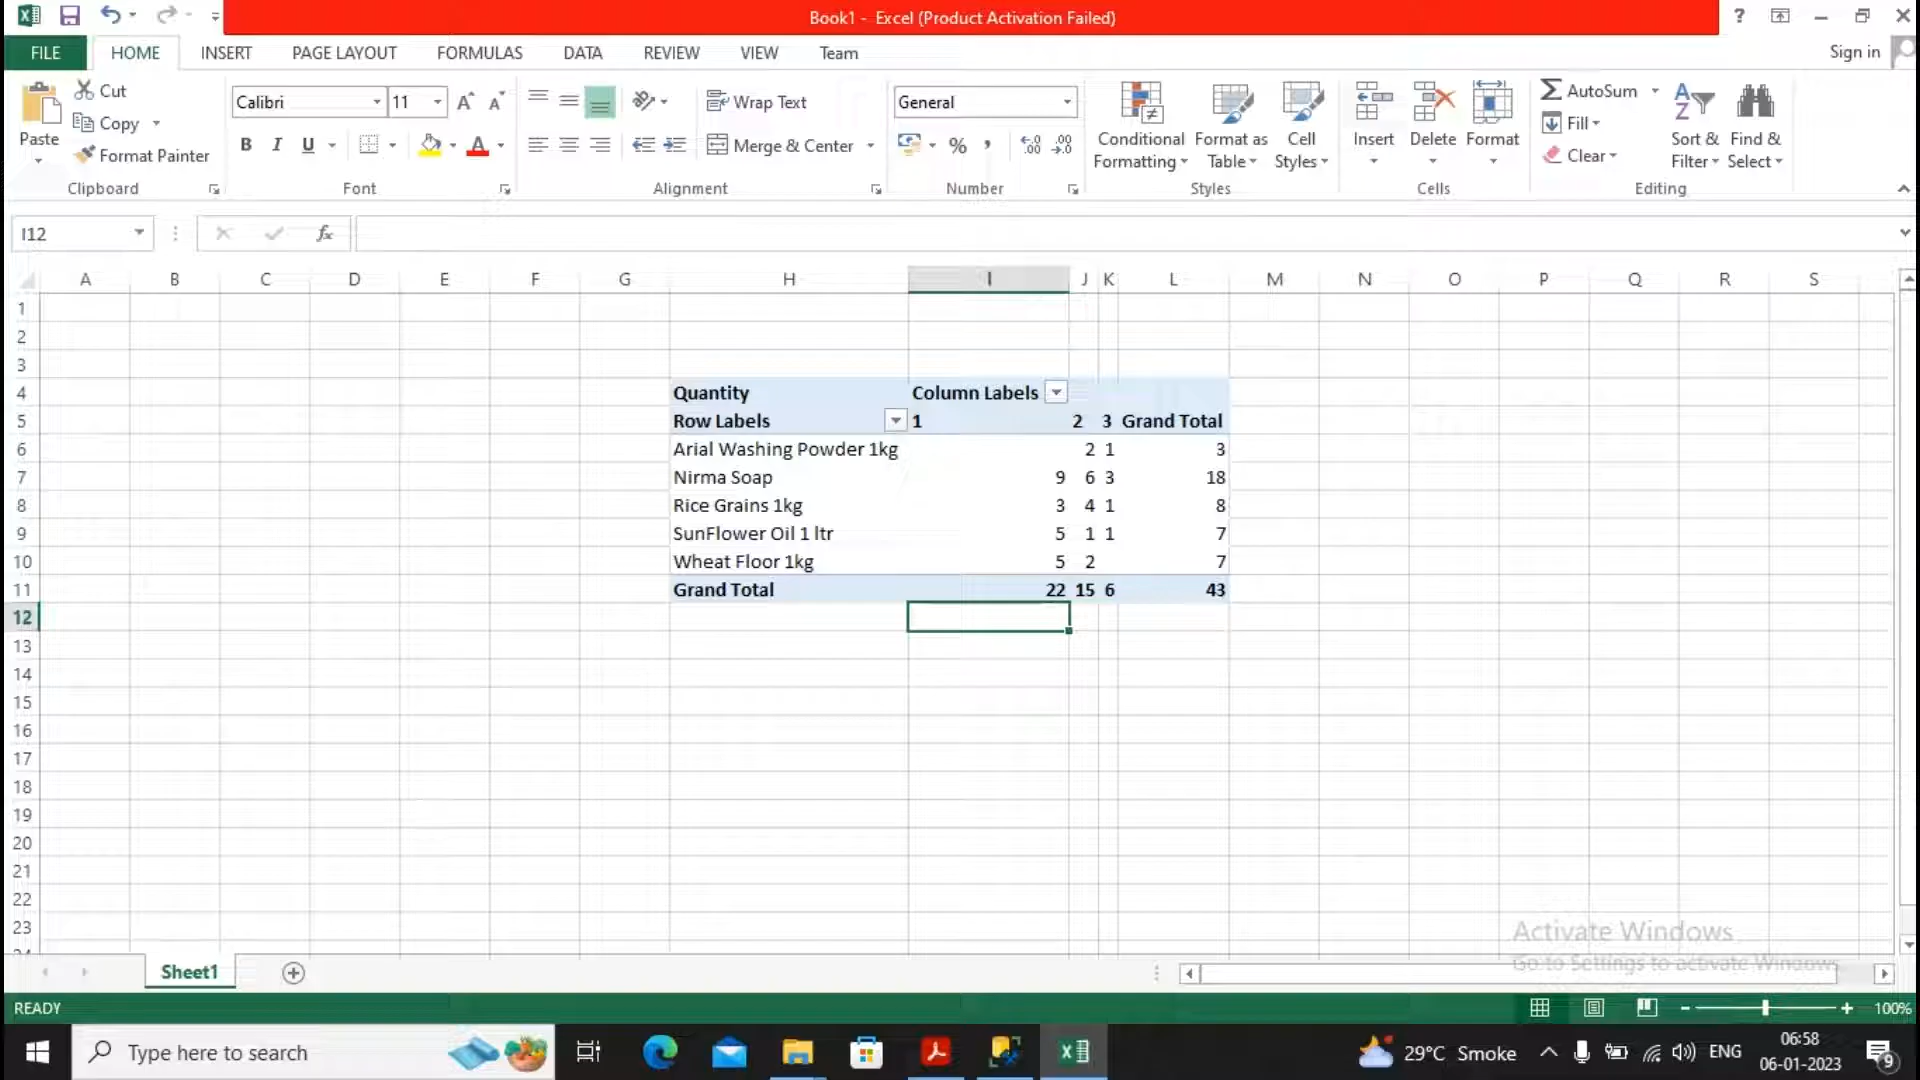 Book1 - Excel (Product Activation Failed)
?
FILE HOME INSERT PAGE LAYOUT FORMULAS DATA REVIEW VIEW Team Sign in
Paste
Cut
Copy
Format Painter
Clipboard
Calibri 11
B I U
Font
Wrap Text
Merge & Center
Alignment
General
% ,
Number
Conditional Formatting
Format as Table
Cell Styles
Styles
Insert Delete Format
Cells
AutoSum
Fill
Clear
Sort & Filter
Find & Select
Editing
I12 fx
A B C D E F G H I J K L M N O P Q R S
1
2
3
4 Quantity Column Labels
5 Row Labels 1 2 3 Grand Total
6 Arial Washing Powder 1kg 2 1 3
7 Nirma Soap 9 6 3 18
8 Rice Grains 1kg 3 4 1 8
9 SunFlower Oil 1 ltr 5 1 1 7
10 Wheat Floor 1kg 5 2 7
11 Grand Total 22 15 6 43
12
13
14
15
16
17
18
19
20
21
22
23
Activate Windows
Go to Settings to activate Windows.
Sheet1
READY 100%
Type here to search
29°C Smoke
ENG
06:58
06-01-2023
9